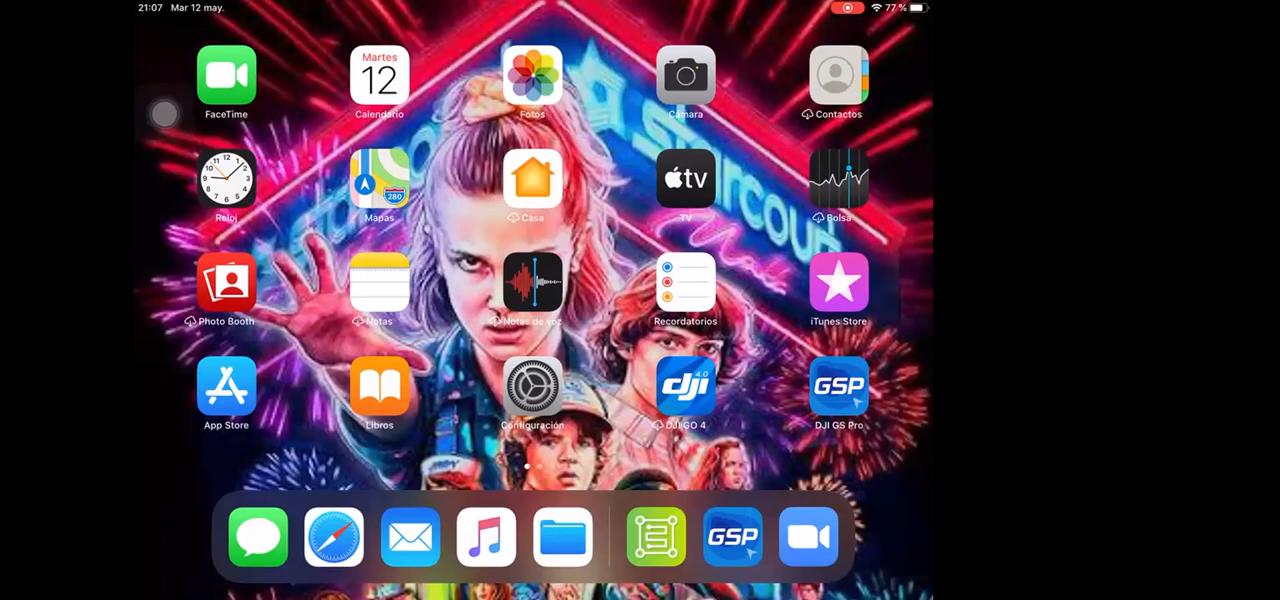 21:07 Mar 12 may.
77 %
Martes
12
FaceTime
Calendario
Fotos
Cámara
Contactos
280
tv
Reloj
Mapas
Casa
TV
Bolsa
Starcourt
Mall
Photo Booth
Notas
Notas de voz
Recordatorios
iTunes Store
dji 4.0
GSP
App Store
Libros
Configuración
DJI GO 4
DJI GS Pro
GSP